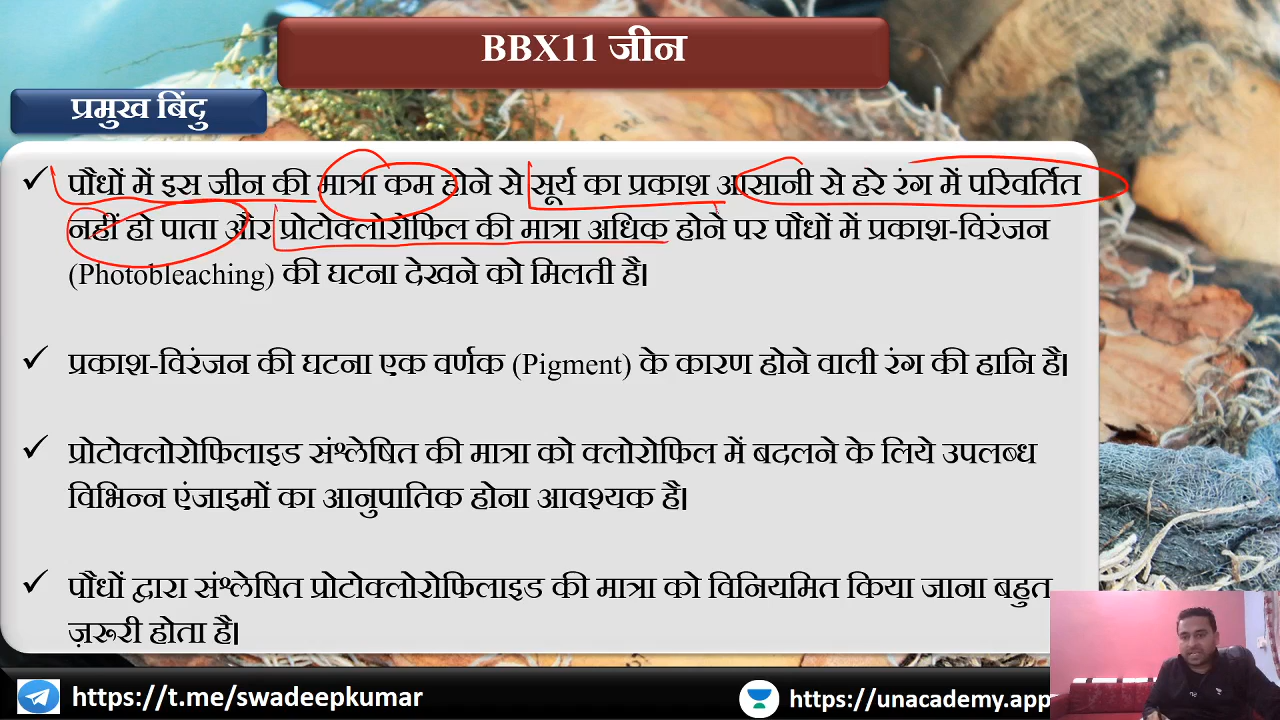 BBX11 जीन
प्रमुख बिंदु
✓ पौधों में इस जीन की मात्रा कम होने से सूर्य का प्रकाश आसानी से हरे रंग में परिवर्तित
नहीं हो पाता और प्रोटोक्लोरोफिल की मात्रा अधिक होने पर पौधों में प्रकाश-विरंजन
(Photobleaching) की घटना देखने को मिलती है।
✓ प्रकाश-विरंजन की घटना एक वर्णक (Pigment) के कारण होने वाली रंग की हानि है।
✓ प्रोटोक्लोरोफिलाइड संश्लेषित की मात्रा को क्लोरोफिल में बदलने के लिये उपलब्ध
विभिन्न एंजाइमों का आनुपातिक होना आवश्यक है।
✓ पौधों द्वारा संश्लेषित प्रोटोक्लोरोफिलाइड की मात्रा को विनियमित किया जाना बहुत
ज़रूरी होता है।
https://t.me/swadeepkumar
https://unacademy.app